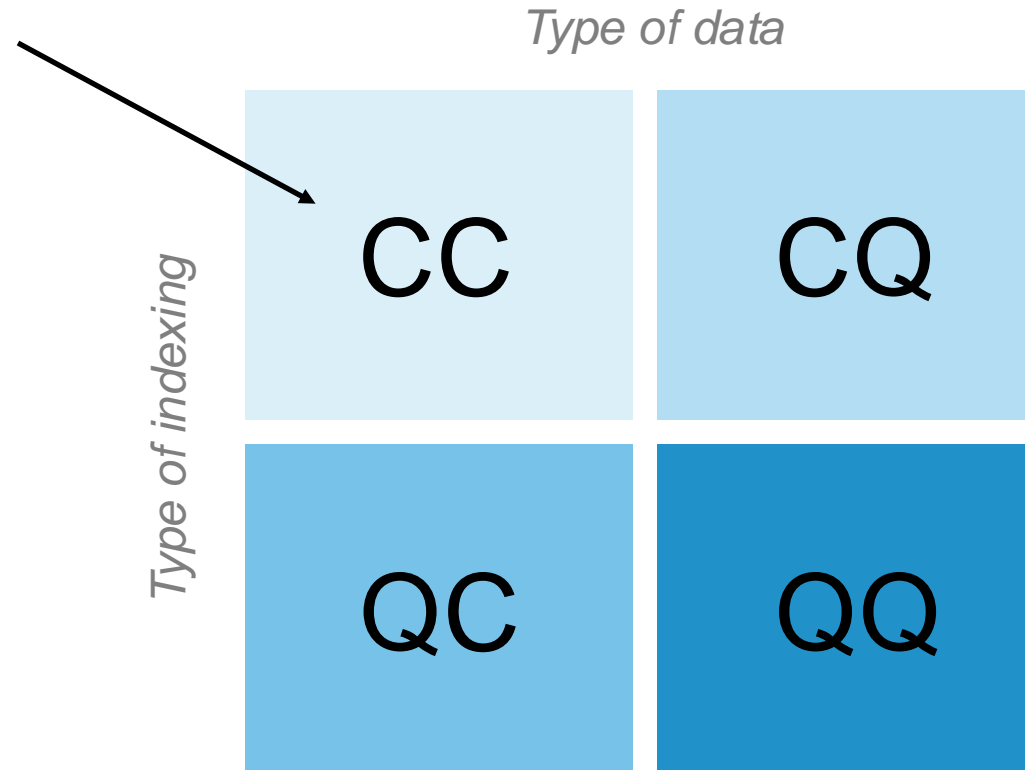 Type of data
Type of indexing
CC
CQ
QC
QQ